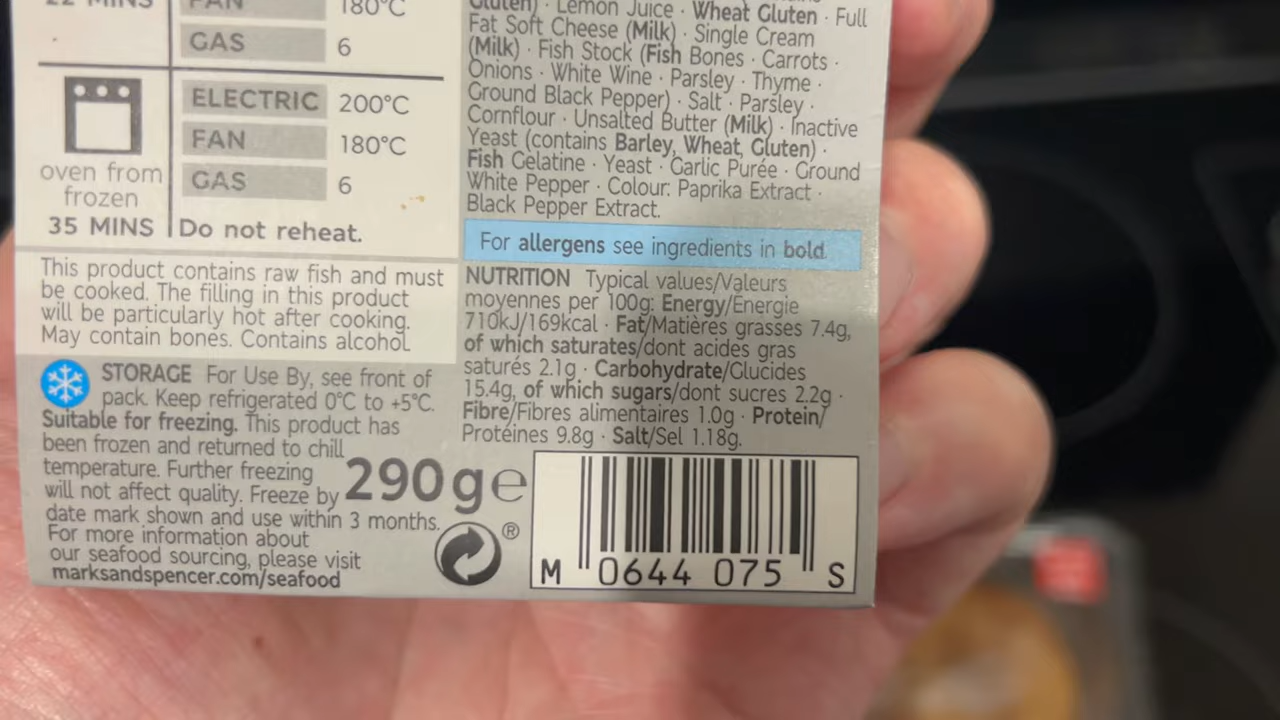 22 MINS
FAN 180°C
GAS 6
ELECTRIC 200°C
FAN 180°C
GAS 6
oven from
frozen
35 MINS
Do not reheat.
This product contains raw fish and must
be cooked. The filling in this product
will be particularly hot after cooking.
May contain bones. Contains alcohol.
STORAGE For Use By, see front of
pack. Keep refrigerated 0°C to +5°C.
Suitable for freezing. This product has
been frozen and returned to chill
temperature. Further freezing
will not affect quality. Freeze by
date mark shown and use within 3 months.
For more information about
our seafood sourcing, please visit
marksandspencer.com/seafood
Gluten) · Lemon Juice · Wheat Gluten · Full
Fat Soft Cheese (Milk) · Single Cream
(Milk) · Fish Stock (Fish Bones · Carrots ·
Onions · White Wine · Parsley · Thyme ·
Ground Black Pepper) · Salt · Parsley ·
Cornflour · Unsalted Butter (Milk) · Inactive
Yeast (contains Barley, Wheat, Gluten) ·
Fish Gelatine · Yeast · Garlic Purée · Ground
White Pepper · Colour: Paprika Extract ·
Black Pepper Extract.
For allergens see ingredients in bold.
NUTRITION Typical values/Valeurs
moyennes per 100g: Energy/Énergie
710kJ/169kcal · Fat/Matières grasses 7.4g,
of which saturates/dont acides gras
saturés 2.1g · Carbohydrate/Glucides
15.4g, of which sugars/dont sucres 2.2g ·
Fibre/Fibres alimentaires 1.0g · Protein/
Protéines 9.8g · Salt/Sel 1.18g.
290g e
®
M 0644 075 S